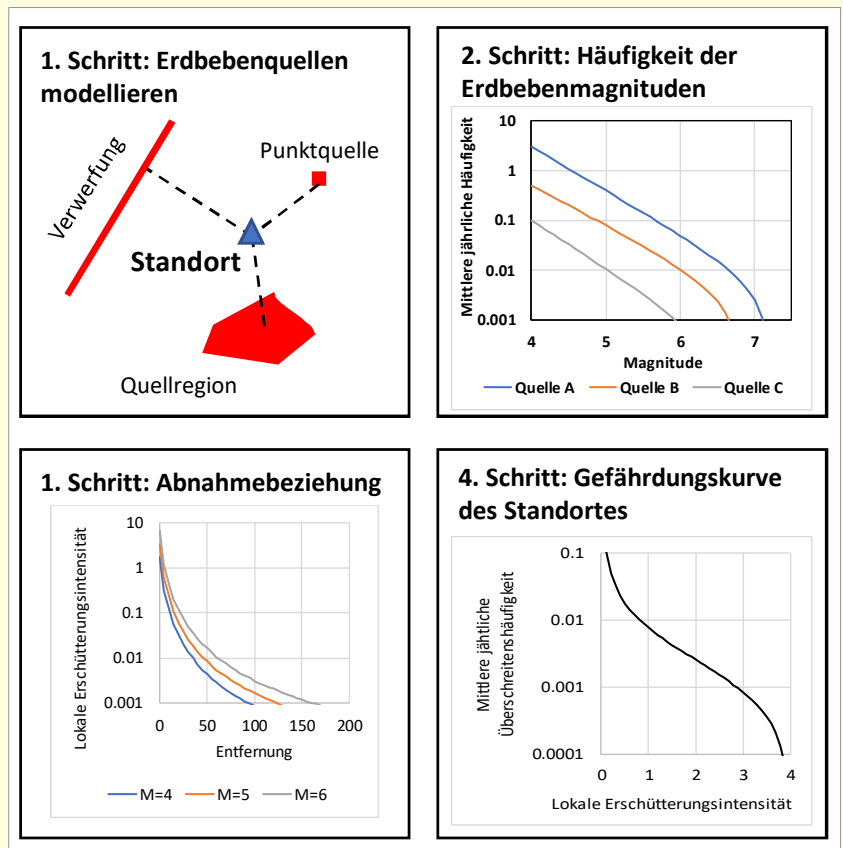 1. Schritt: Erdbebenquellen
modellieren
Verwerfung
Punktquelle
Standort
Quellregion
2. Schritt: Häufigkeit der
Erdbebenmagnituden
Mittlere jährliche Häufigkeit
10
1
0.1
0.01
0.001
4 5 6 7
Magnitude
Quelle A Quelle B Quelle C
1. Schritt: Abnahmebeziehung
Lokale Erschütterungsintensität
10
1
0.1
0.01
0.001
0 50 100 150 200
Entfernung
M=4 M=5 M=6
4. Schritt: Gefährdungskurve
des Standortes
Mittlere jähtliche
Überschreitenshäufigkeit
0.1
0.01
0.001
0.0001
0 1 2 3 4
Lokale Erschütterungsintensität